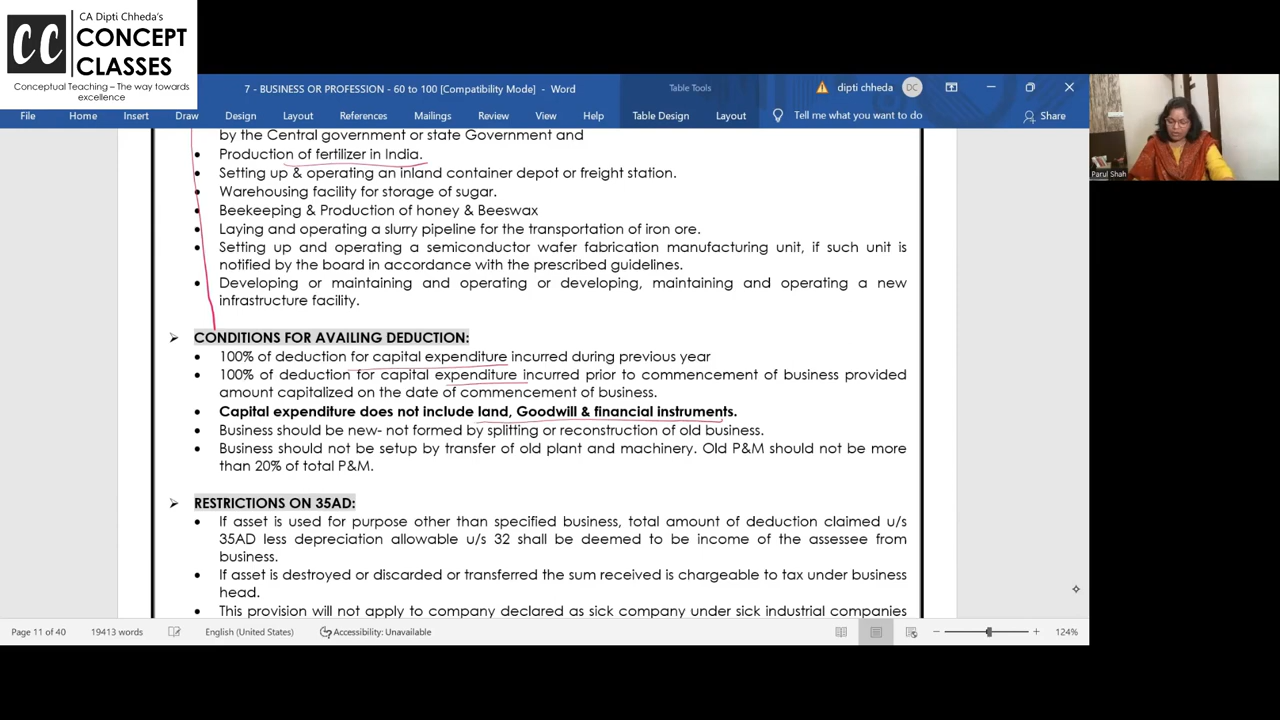 CA Dipti Chheda's
CC CONCEPT
CLASSES
Conceptual Teaching – The way towards
excellence
7 - BUSINESS OR PROFESSION - 60 to 100 [Compatibility Mode] - Word
Table Tools
dipti chheda
DC
File Home Insert Draw Design Layout References Mailings Review View Help Table Design Layout Tell me what you want to do Share
by the Central government or state Government and
• Production of fertilizer in India.
• Setting up & operating an inland container depot or freight station.
• Warehousing facility for storage of sugar.
• Beekeeping & Production of honey & Beeswax
• Laying and operating a slurry pipeline for the transportation of iron ore.
• Setting up and operating a semiconductor wafer fabrication manufacturing unit, if such unit is
notified by the board in accordance with the prescribed guidelines.
• Developing or maintaining and operating or developing, maintaining and operating a new
infrastructure facility.
➢ CONDITIONS FOR AVAILING DEDUCTION:
• 100% of deduction for capital expenditure incurred during previous year
• 100% of deduction for capital expenditure incurred prior to commencement of business provided
amount capitalized on the date of commencement of business.
• Capital expenditure does not include land, Goodwill & financial instruments.
• Business should be new- not formed by splitting or reconstruction of old business.
• Business should not be setup by transfer of old plant and machinery. Old P&M should not be more
than 20% of total P&M.
➢ RESTRICTIONS ON 35AD:
• If asset is used for purpose other than specified business, total amount of deduction claimed u/s
35AD less depreciation allowable u/s 32 shall be deemed to be income of the assessee from
business.
• If asset is destroyed or discarded or transferred the sum received is chargeable to tax under business
head.
• This provision will not apply to company declared as sick company under sick industrial companies
Page 11 of 40 19413 words English (United States) Accessibility: Unavailable 124%
Parul Shah